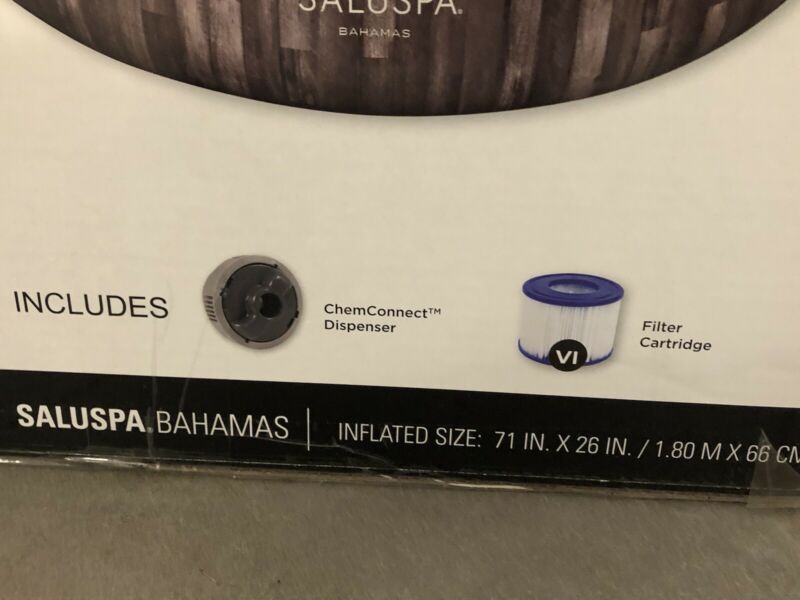 SALUSPA®
BAHAMAS
INCLUDES
ChemConnect™
Dispenser
VI
Filter
Cartridge
SALUSPA® BAHAMAS | INFLATED SIZE: 71 IN. X 26 IN. / 1.80 M X 66 CM